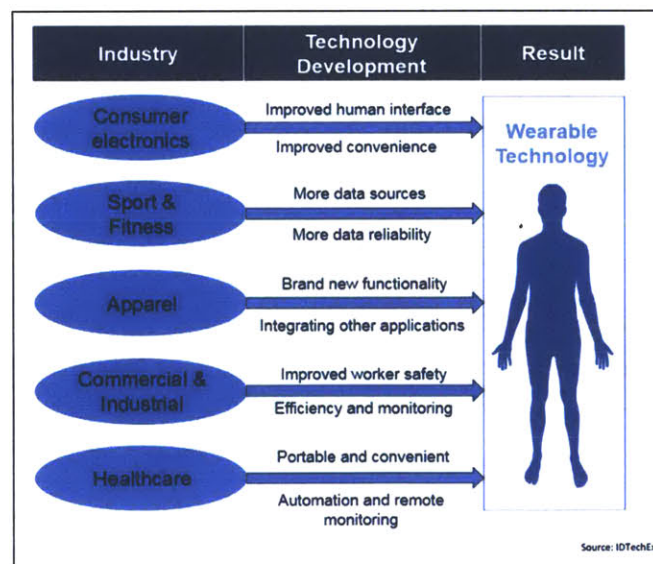 Industry
Technology
Development
Result
Consumer
electronics
Improved human interface
Improved convenience
Wearable
Technology
Sport &
Fitness
More data sources
More data reliability
Apparel
Brand new functionality
Integrating other applications
Commercial &
Industrial
Improved worker safety
Efficiency and monitoring
Healthcare
Portable and convenient
Automation and remote
monitoring
Source: IDTechEx